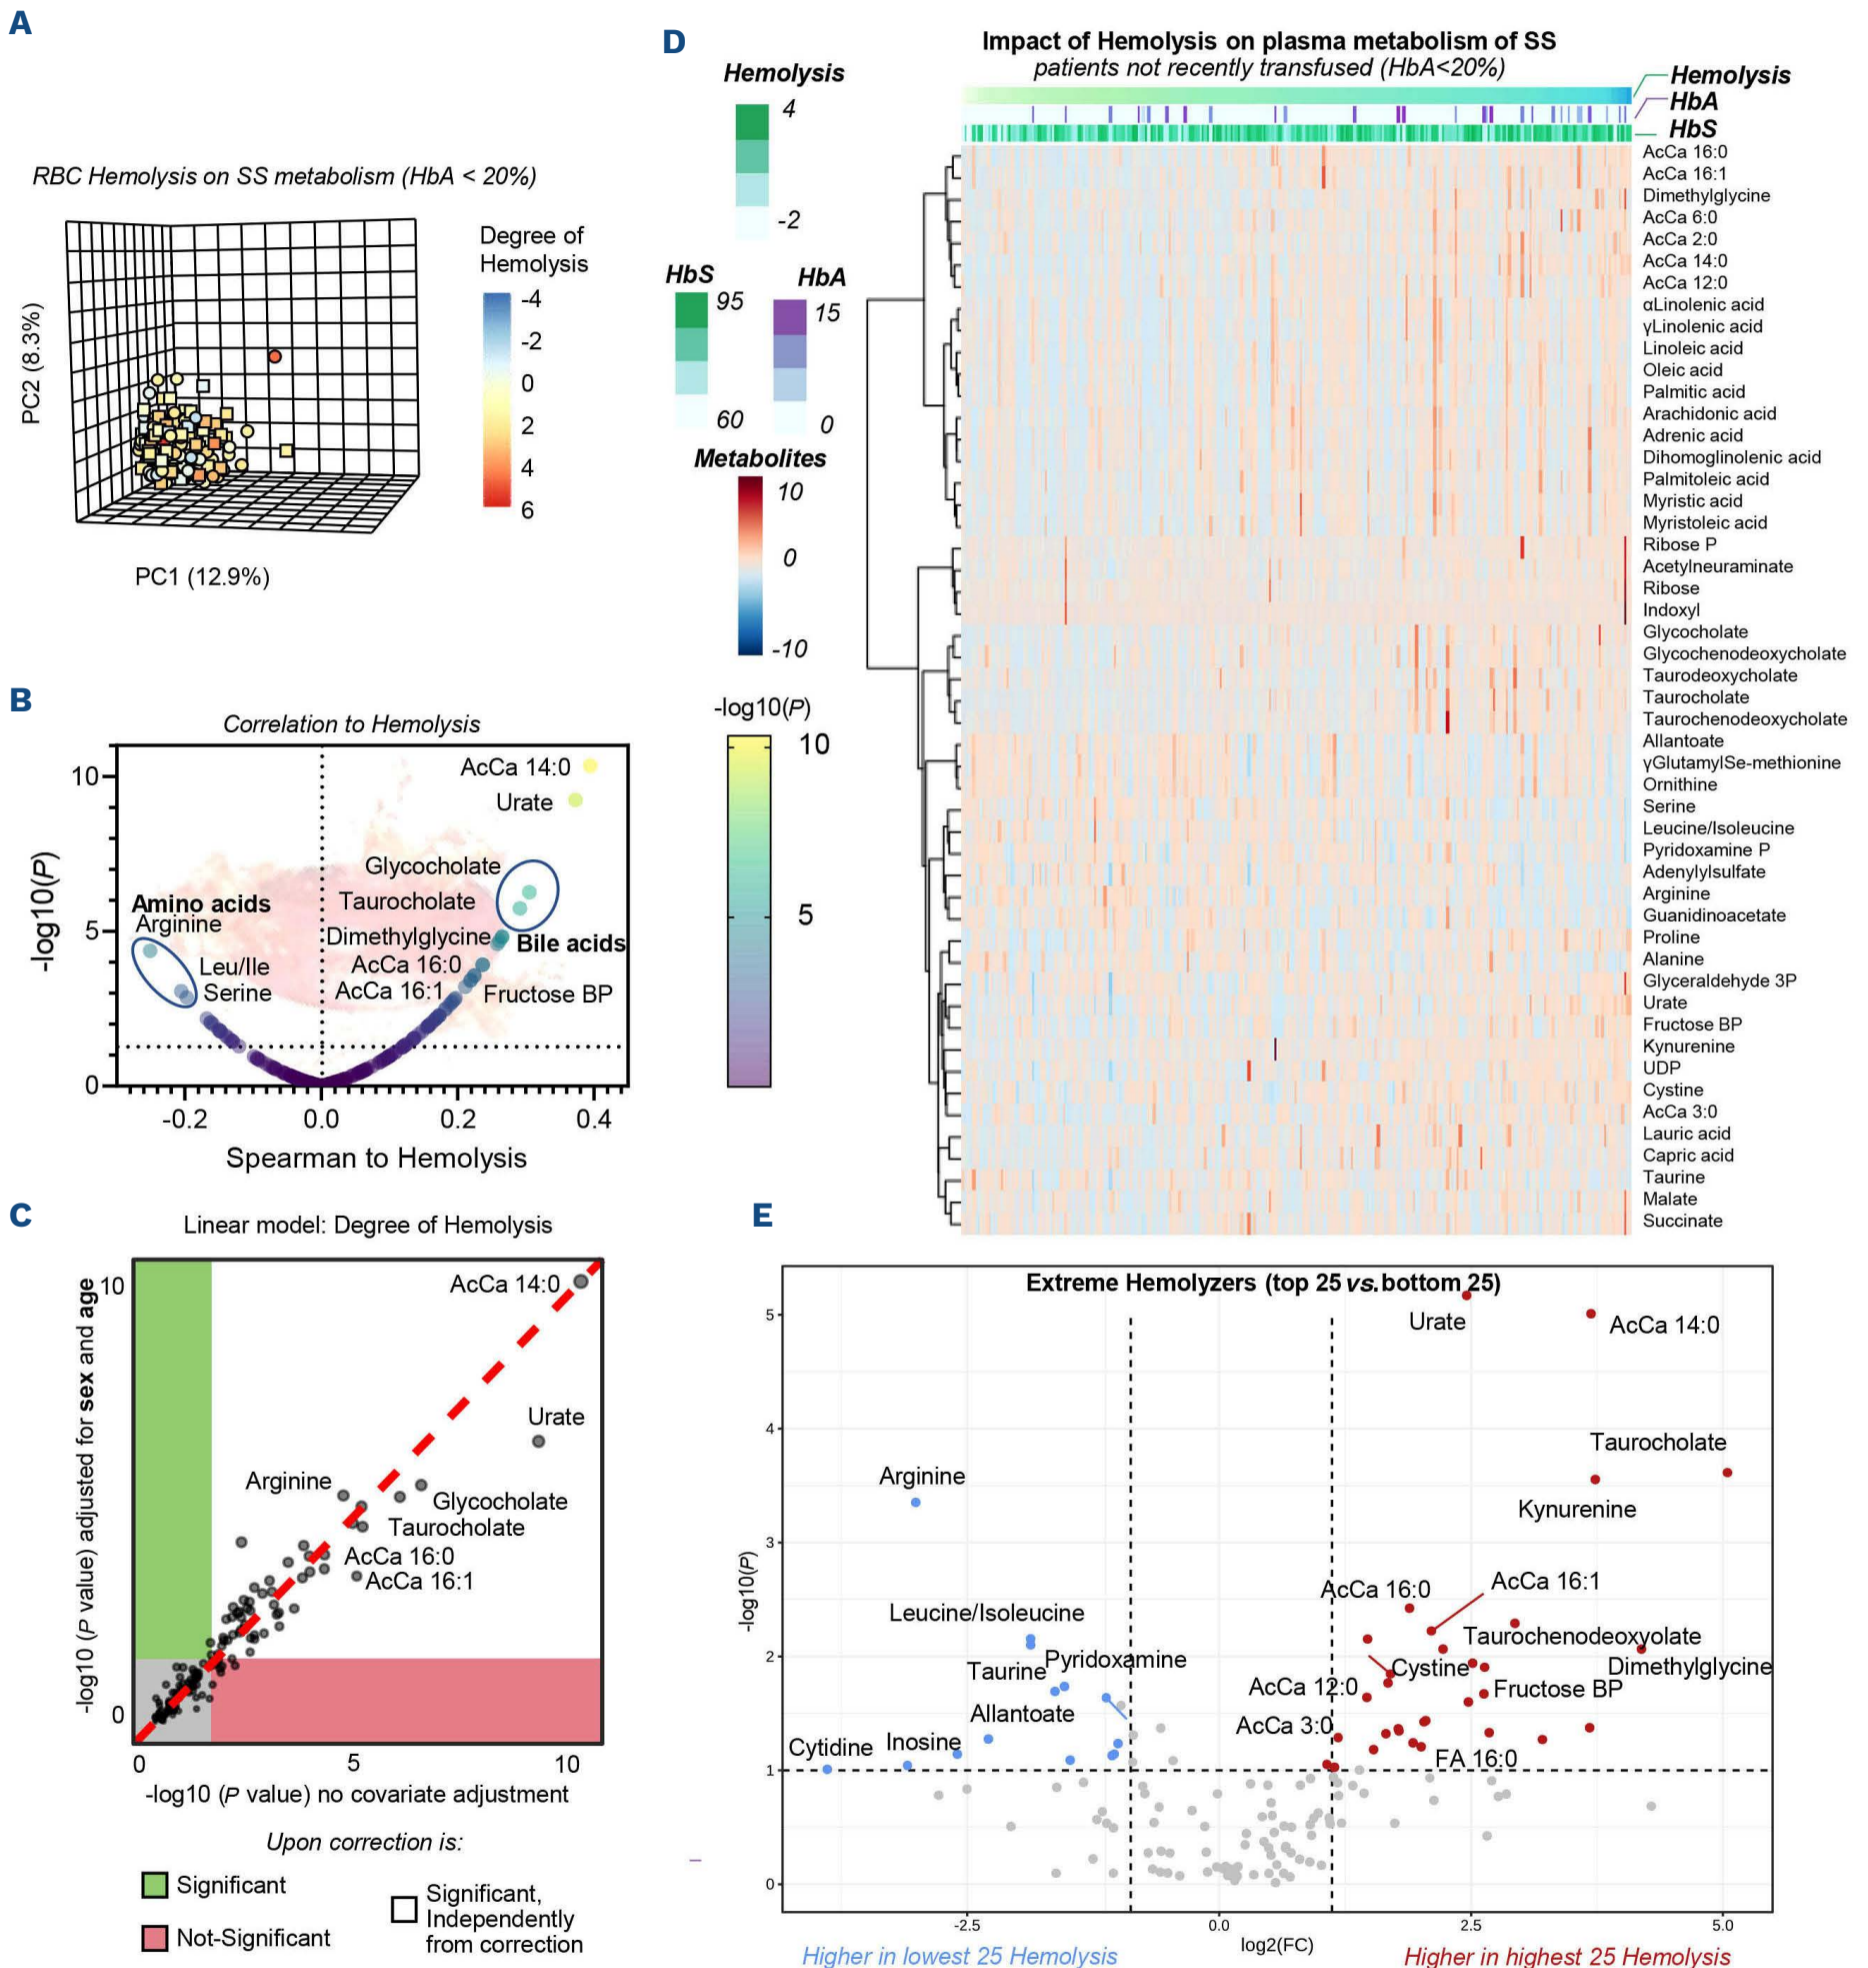 A
RBC Hemolysis on SS metabolism (HbA < 20%)
PC2 (8.3%)
PC1 (12.9%)
Degree of
Hemolysis
-4
-2
0
2
4
6
B
Correlation to Hemolysis
-log10(P)
10
5
0
AcCa 14:0
Urate
Glycocholate
Taurocholate
Amino acids
Arginine
Dimethylglycine
Bile acids
Leu/Ile
AcCa 16:0
Serine
AcCa 16:1
Fructose BP
-0.2
0.0
0.2
0.4
Spearman to Hemolysis
-log10(P)
10
5
C
Linear model: Degree of Hemolysis
-log10 (P value) adjusted for sex and age
10
0
AcCa 14:0
Urate
Arginine
Glycocholate
Taurocholate
AcCa 16:0
AcCa 16:1
0
5
10
-log10 (P value) no covariate adjustment
Upon correction is:
Significant
Not-Significant
Significant,
Independently
from correction
D
Impact of Hemolysis on plasma metabolism of SS
patients not recently transfused (HbA<20%)
Hemolysis
4
-2
HbS
95
60
HbA
15
0
Metabolites
10
0
-10
Hemolysis
HbA
HbS
AcCa 16:0
AcCa 16:1
Dimethylglycine
AcCa 6:0
AcCa 2:0
AcCa 14:0
AcCa 12:0
αLinolenic acid
γLinolenic acid
Linoleic acid
Oleic acid
Palmitic acid
Arachidonic acid
Adrenic acid
Dihomoglinolenic acid
Palmitoleic acid
Myristic acid
Myristoleic acid
Ribose P
Acetylneuraminate
Ribose
Indoxyl
Glycocholate
Glycochenodeoxycholate
Taurodeoxycholate
Taurocholate
Taurochenodeoxycholate
Allantoate
γGlutamylSe-methionine
Ornithine
Serine
Leucine/Isoleucine
Pyridoxamine P
Adenylylsulfate
Arginine
Guanidinoacetate
Proline
Alanine
Glyceraldehyde 3P
Urate
Fructose BP
Kynurenine
UDP
Cystine
AcCa 3:0
Lauric acid
Capric acid
Taurine
Malate
Succinate
E
Extreme Hemolyzers (top 25 vs. bottom 25)
-log10(P)
5
4
3
2
1
0
Urate
AcCa 14:0
Taurocholate
Arginine
Kynurenine
AcCa 16:0
AcCa 16:1
Leucine/Isoleucine
Taurochenodeoxyolate
Pyridoxamine
Taurine
Cystine
Dimethylglycine
AcCa 12:0
Fructose BP
Allantoate
AcCa 3:0
Cytidine
Inosine
FA 16:0
-2.5
0.0
2.5
5.0
log2(FC)
Higher in lowest 25 Hemolysis
Higher in highest 25 Hemolysis